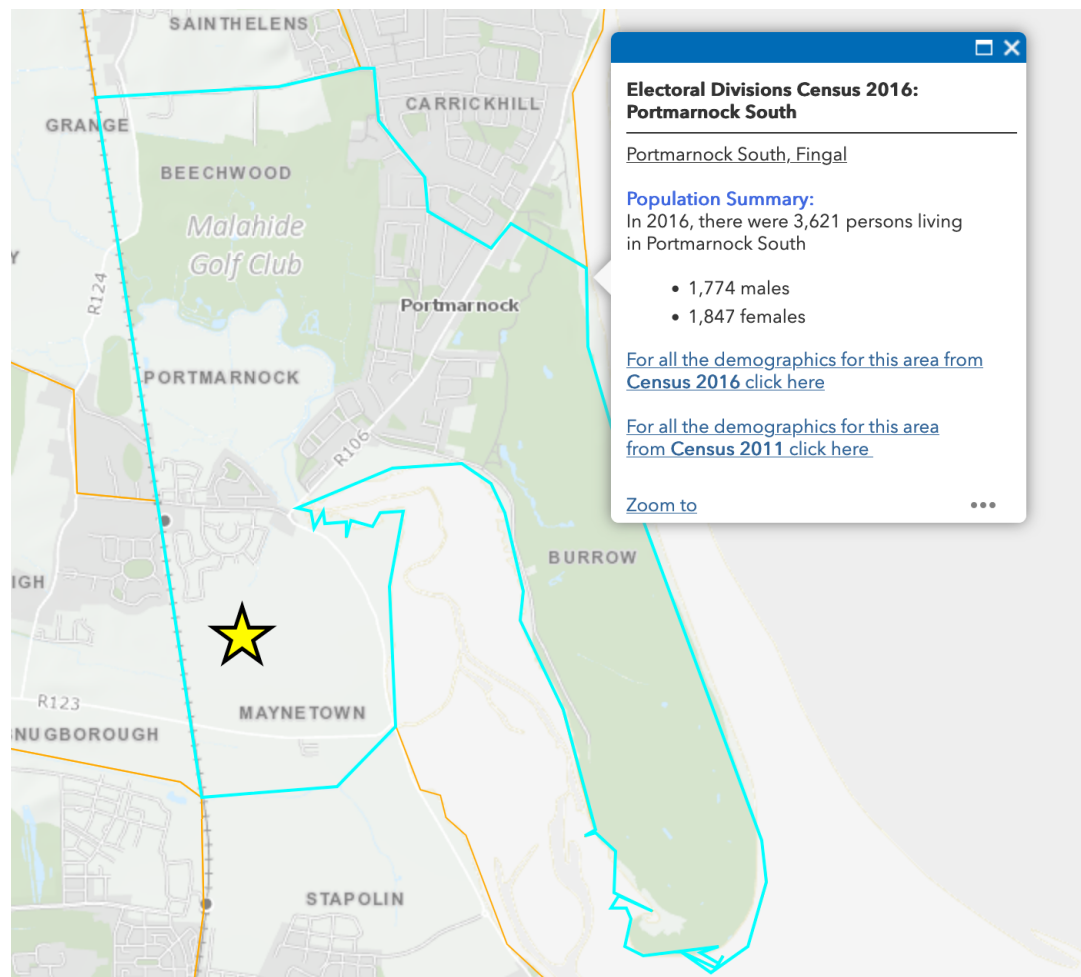 SAINTHELENS
CARRICKHILL
GRANGE
BEECHWOOD
Malahide
Golf Club
Y
R124
Portmarnock
PORTMARNOCK
R106
BURROW
IGH
R123
MAYNETOWN
SNUGBOROUGH
STAPOLIN
Electoral Divisions Census 2016:
Portmarnock South
Portmarnock South, Fingal
Population Summary:
In 2016, there were 3,621 persons living
in Portmarnock South
• 1,774 males
• 1,847 females
For all the demographics for this area from
Census 2016 click here
For all the demographics for this area
from Census 2011 click here
Zoom to